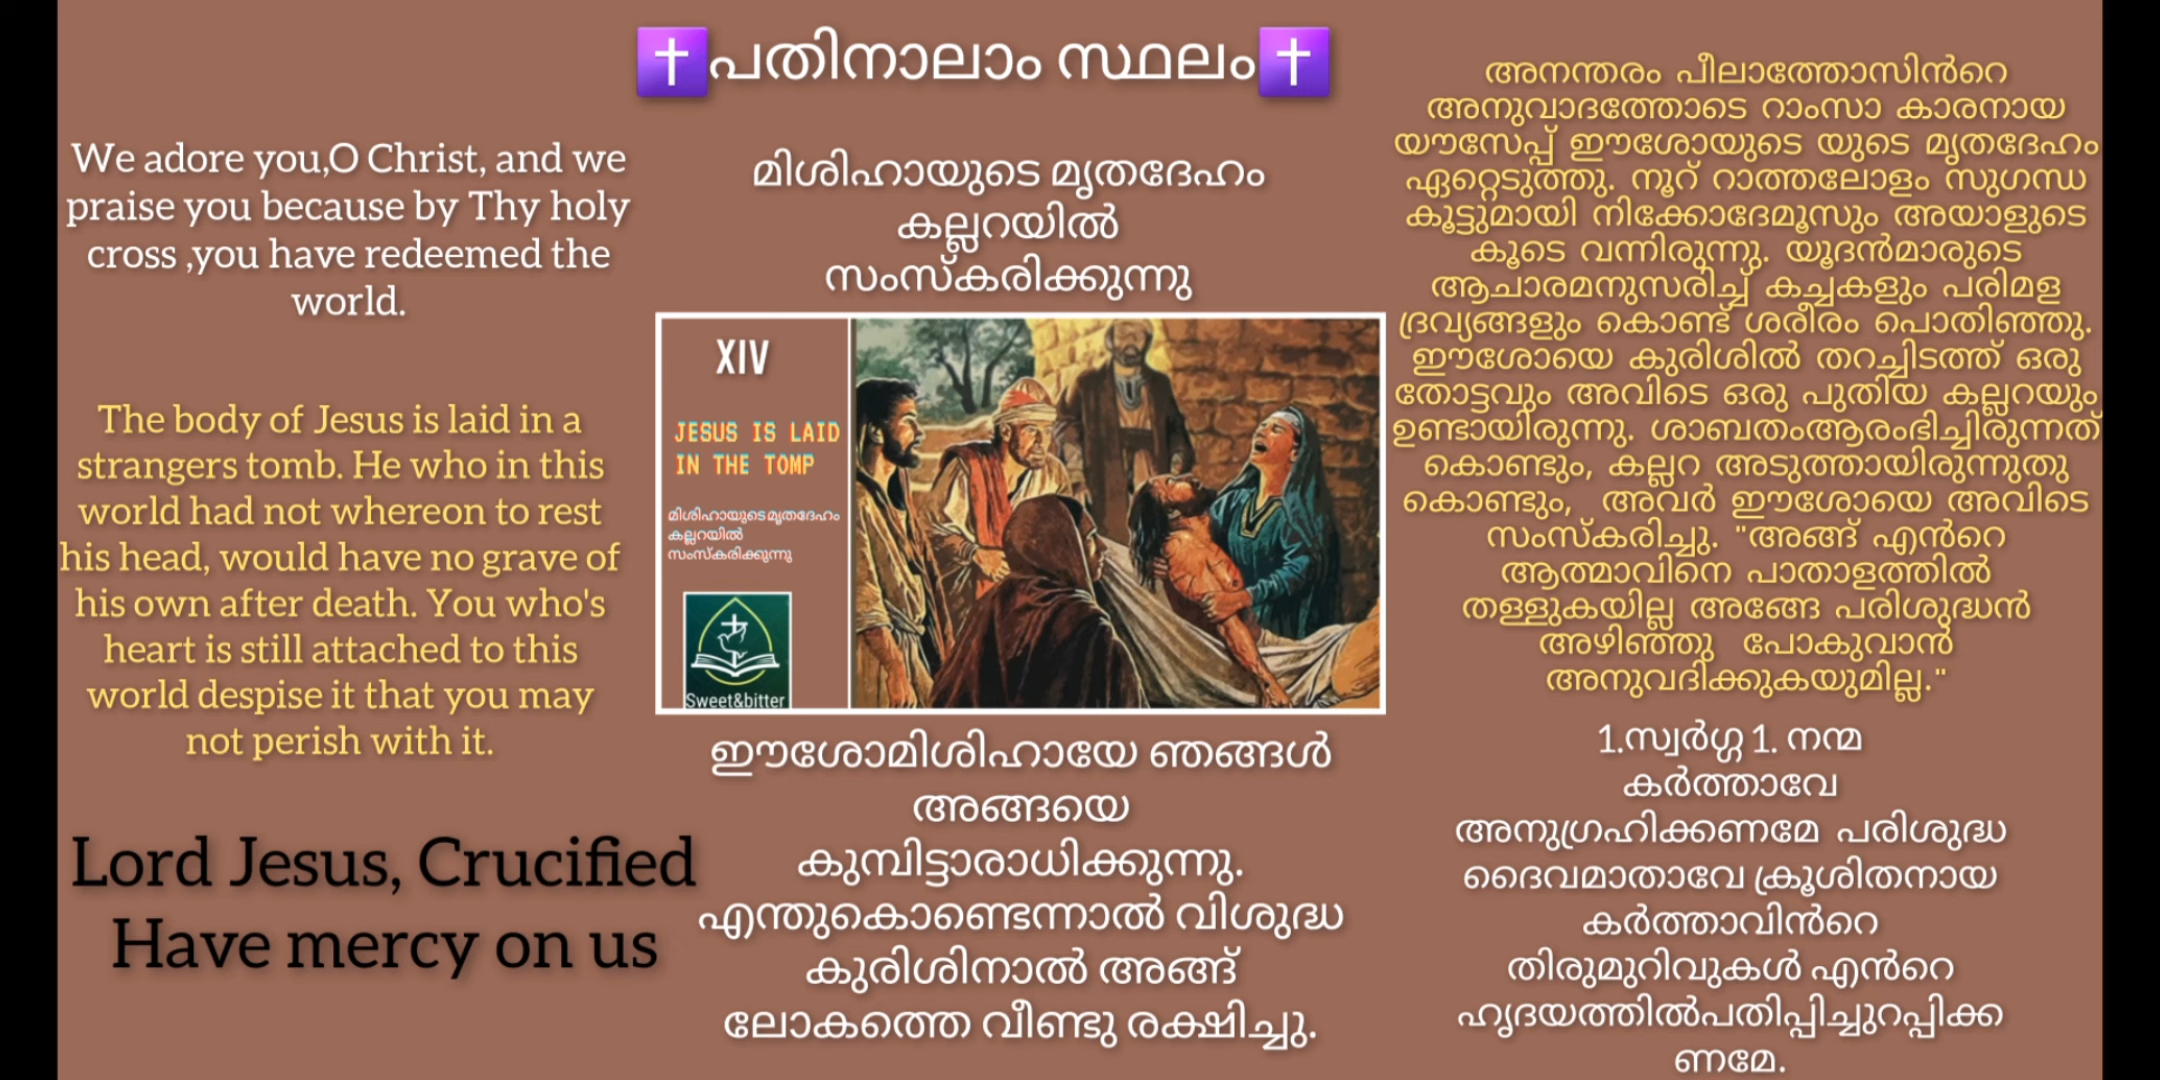 ✝️പതിനാലാം സ്ഥലം✝️
We adore you,O Christ, and we
praise you because by Thy holy
cross ,you have redeemed the
world.
The body of Jesus is laid in a
strangers tomb. He who in this
world had not whereon to rest
his head, would have no grave of
his own after death. You who's
heart is still attached to this
world despise it that you may
not perish with it.
Lord Jesus, Crucified
Have mercy on us
മിശിഹായുടെ മൃതദേഹം
കല്ലറയിൽ
സംസ്കരിക്കുന്നു
XIV
JESUS IS LAID
IN THE TOMP
മിശിഹായുടെ മൃതദേഹം
കല്ലറയിൽ
സംസ്കരിക്കുന്നു
Sweet&bitter
ഈശോമിശിഹായേ ഞങ്ങൾ
അങ്ങയെ
കുമ്പിട്ടാരാധിക്കുന്നു.
എന്തുകൊണ്ടെന്നാൽ വിശുദ്ധ
കുരിശിനാൽ അങ്ങ്
ലോകത്തെ വീണ്ടു രക്ഷിച്ചു.
അനന്തരം പീലാത്തോസിൻറെ
അനുവാദത്തോടെ റാംസാ കാരനായ
യൗസേപ്പ് ഈശോയുടെ യുടെ മൃതദേഹം
ഏറ്റെടുത്തു. നൂറ് റാത്തലോളം സുഗന്ധ
കൂട്ടുമായി നിക്കോദേമൂസും അയാളുടെ
കൂടെ വന്നിരുന്നു. യൂദൻമാരുടെ
ആചാരമനുസരിച്ച് കച്ചകളും പരിമള
ദ്രവ്യങ്ങളും കൊണ്ട് ശരീരം പൊതിഞ്ഞു.
ഈശോയെ കുരിശിൽ തറച്ചിടത്ത് ഒരു
തോട്ടവും അവിടെ ഒരു പുതിയ കല്ലറയും
ഉണ്ടായിരുന്നു. ശാബതംആരംഭിച്ചിരുന്നത്
കൊണ്ടും, കല്ലറ അടുത്തായിരുന്നുതു
കൊണ്ടും, അവർ ഈശോയെ അവിടെ
സംസ്കരിച്ചു. "അങ്ങ് എൻറെ
ആത്മാവിനെ പാതാളത്തിൽ
തള്ളുകയില്ല അങ്ങേ പരിശുദ്ധൻ
അഴിഞ്ഞു പോകുവാൻ
അനുവദിക്കുകയുമില്ല."
1.സ്വർഗ്ഗ 1. നന്മ
കർത്താവേ
അനുഗ്രഹിക്കണമേ പരിശുദ്ധ
ദൈവമാതാവേ ക്രൂശിതനായ
കർത്താവിൻറെ
തിരുമുറിവുകൾ എൻറെ
ഹൃദയത്തിൽപതിപ്പിച്ചുറപ്പിക്ക
ണമേ.